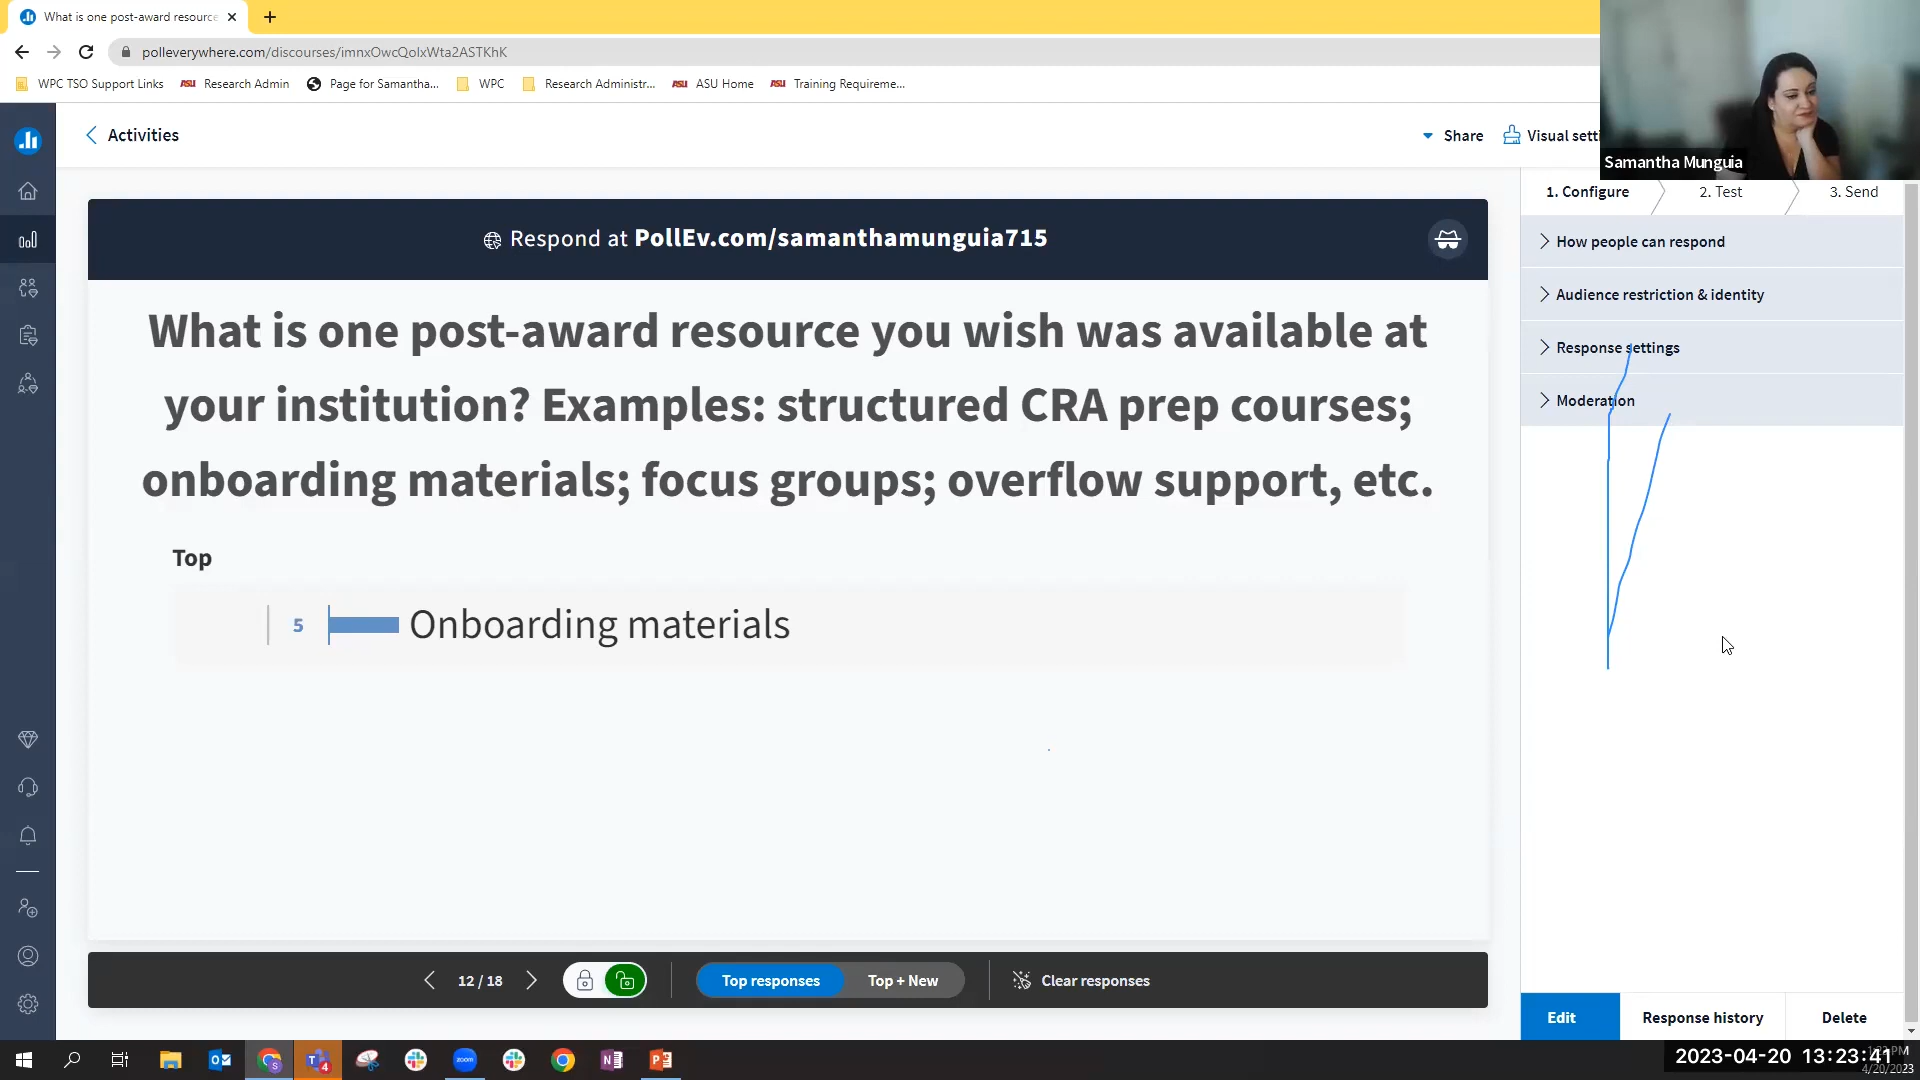 What is one post-award resource
polleverywhere.com/discourses/imnxOwcQolxWta2ASTKhK
WPC TSO Support Links
Research Admin
Page for Samantha...
WPC
Research Administr...
ASU Home
Training Requireme...
Samantha Munguia
Activities
Share
Visual setti
1. Configure
2. Test
3. Send
Respond at PollEv.com/samanthamunguia715
What is one post-award resource you wish was available at
your institution? Examples: structured CRA prep courses;
onboarding materials; focus groups; overflow support, etc.
Top
5 Onboarding materials
How people can respond
Audience restriction & identity
Response settings
Moderation
12 / 18
Top responses
Top + New
Clear responses
Edit
Response history
Delete
2023-04-20 13:23:41
4/20/2023